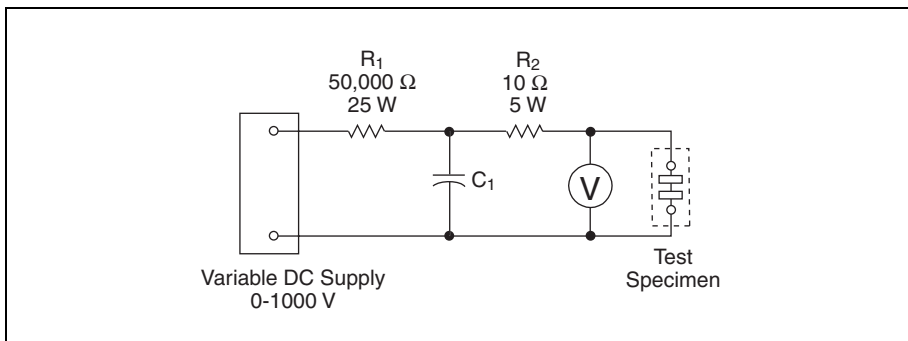 R1
50,000 Ω
25 W
R2
10 Ω
5 W
C1
V
Variable DC Supply
0-1000 V
Test
Specimen